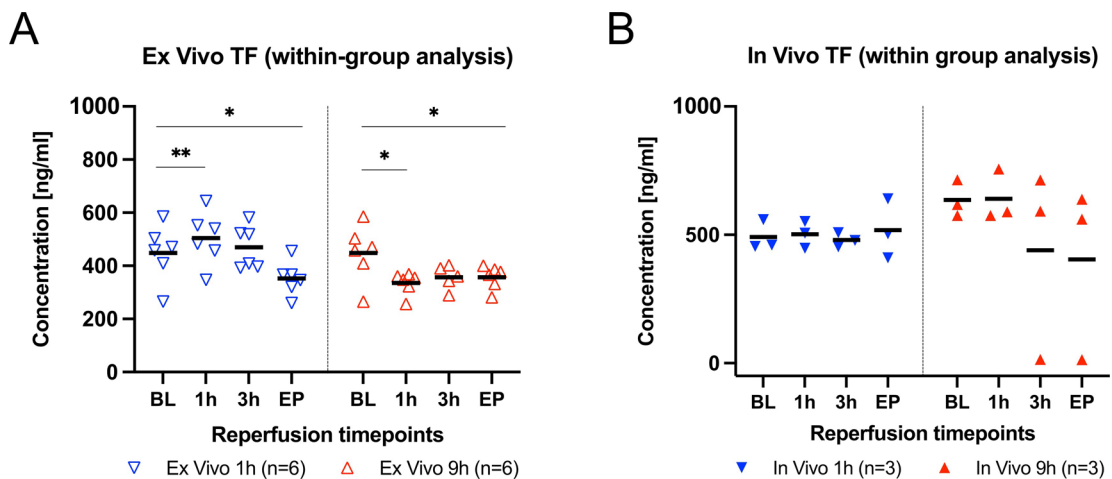 A
Ex Vivo TF (within-group analysis)
Concentration [ng/ml]
1000
800
600
400
200
0
*
**
*
*
BL 1h 3h EP BL 1h 3h EP
Reperfusion timepoints
Ex Vivo 1h (n=6) Ex Vivo 9h (n=6)
B
In Vivo TF (within group analysis)
Concentration [ng/ml]
1000
500
0
BL 1h 3h EP BL 1h 3h EP
Reperfusion timepoints
In Vivo 1h (n=3) In Vivo 9h (n=3)